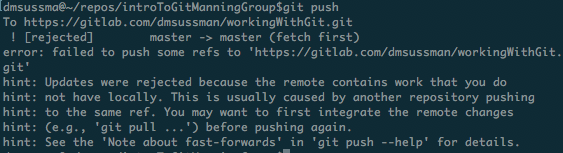 dmsussma@~/repos/introToGitManningGroup$git push
To https://gitlab.com/dmsussman/workingWithGit.git
 ! [rejected]        master -> master (fetch first)
error: failed to push some refs to 'https://gitlab.com/dmsussman/workingWithGit.
git'
hint: Updates were rejected because the remote contains work that you do
hint: not have locally. This is usually caused by another repository pushing
hint: to the same ref. You may want to first integrate the remote changes
hint: (e.g., 'git pull ...') before pushing again.
hint: See the 'Note about fast-forwards' in 'git push --help' for details.